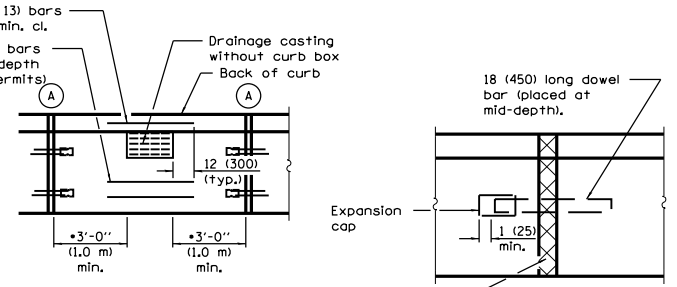 13) bars
min. cl.
bars
depth
permits)
Drainage casting
without curb box
Back of curb
A
A
12 (300)
(typ.)
•3'-0''
(1.0 m)
min.
•3'-0''
(1.0 m)
min.
18 (450) long dowel
bar (placed at
mid-depth).
Expansion
cap
1 (25)
min.